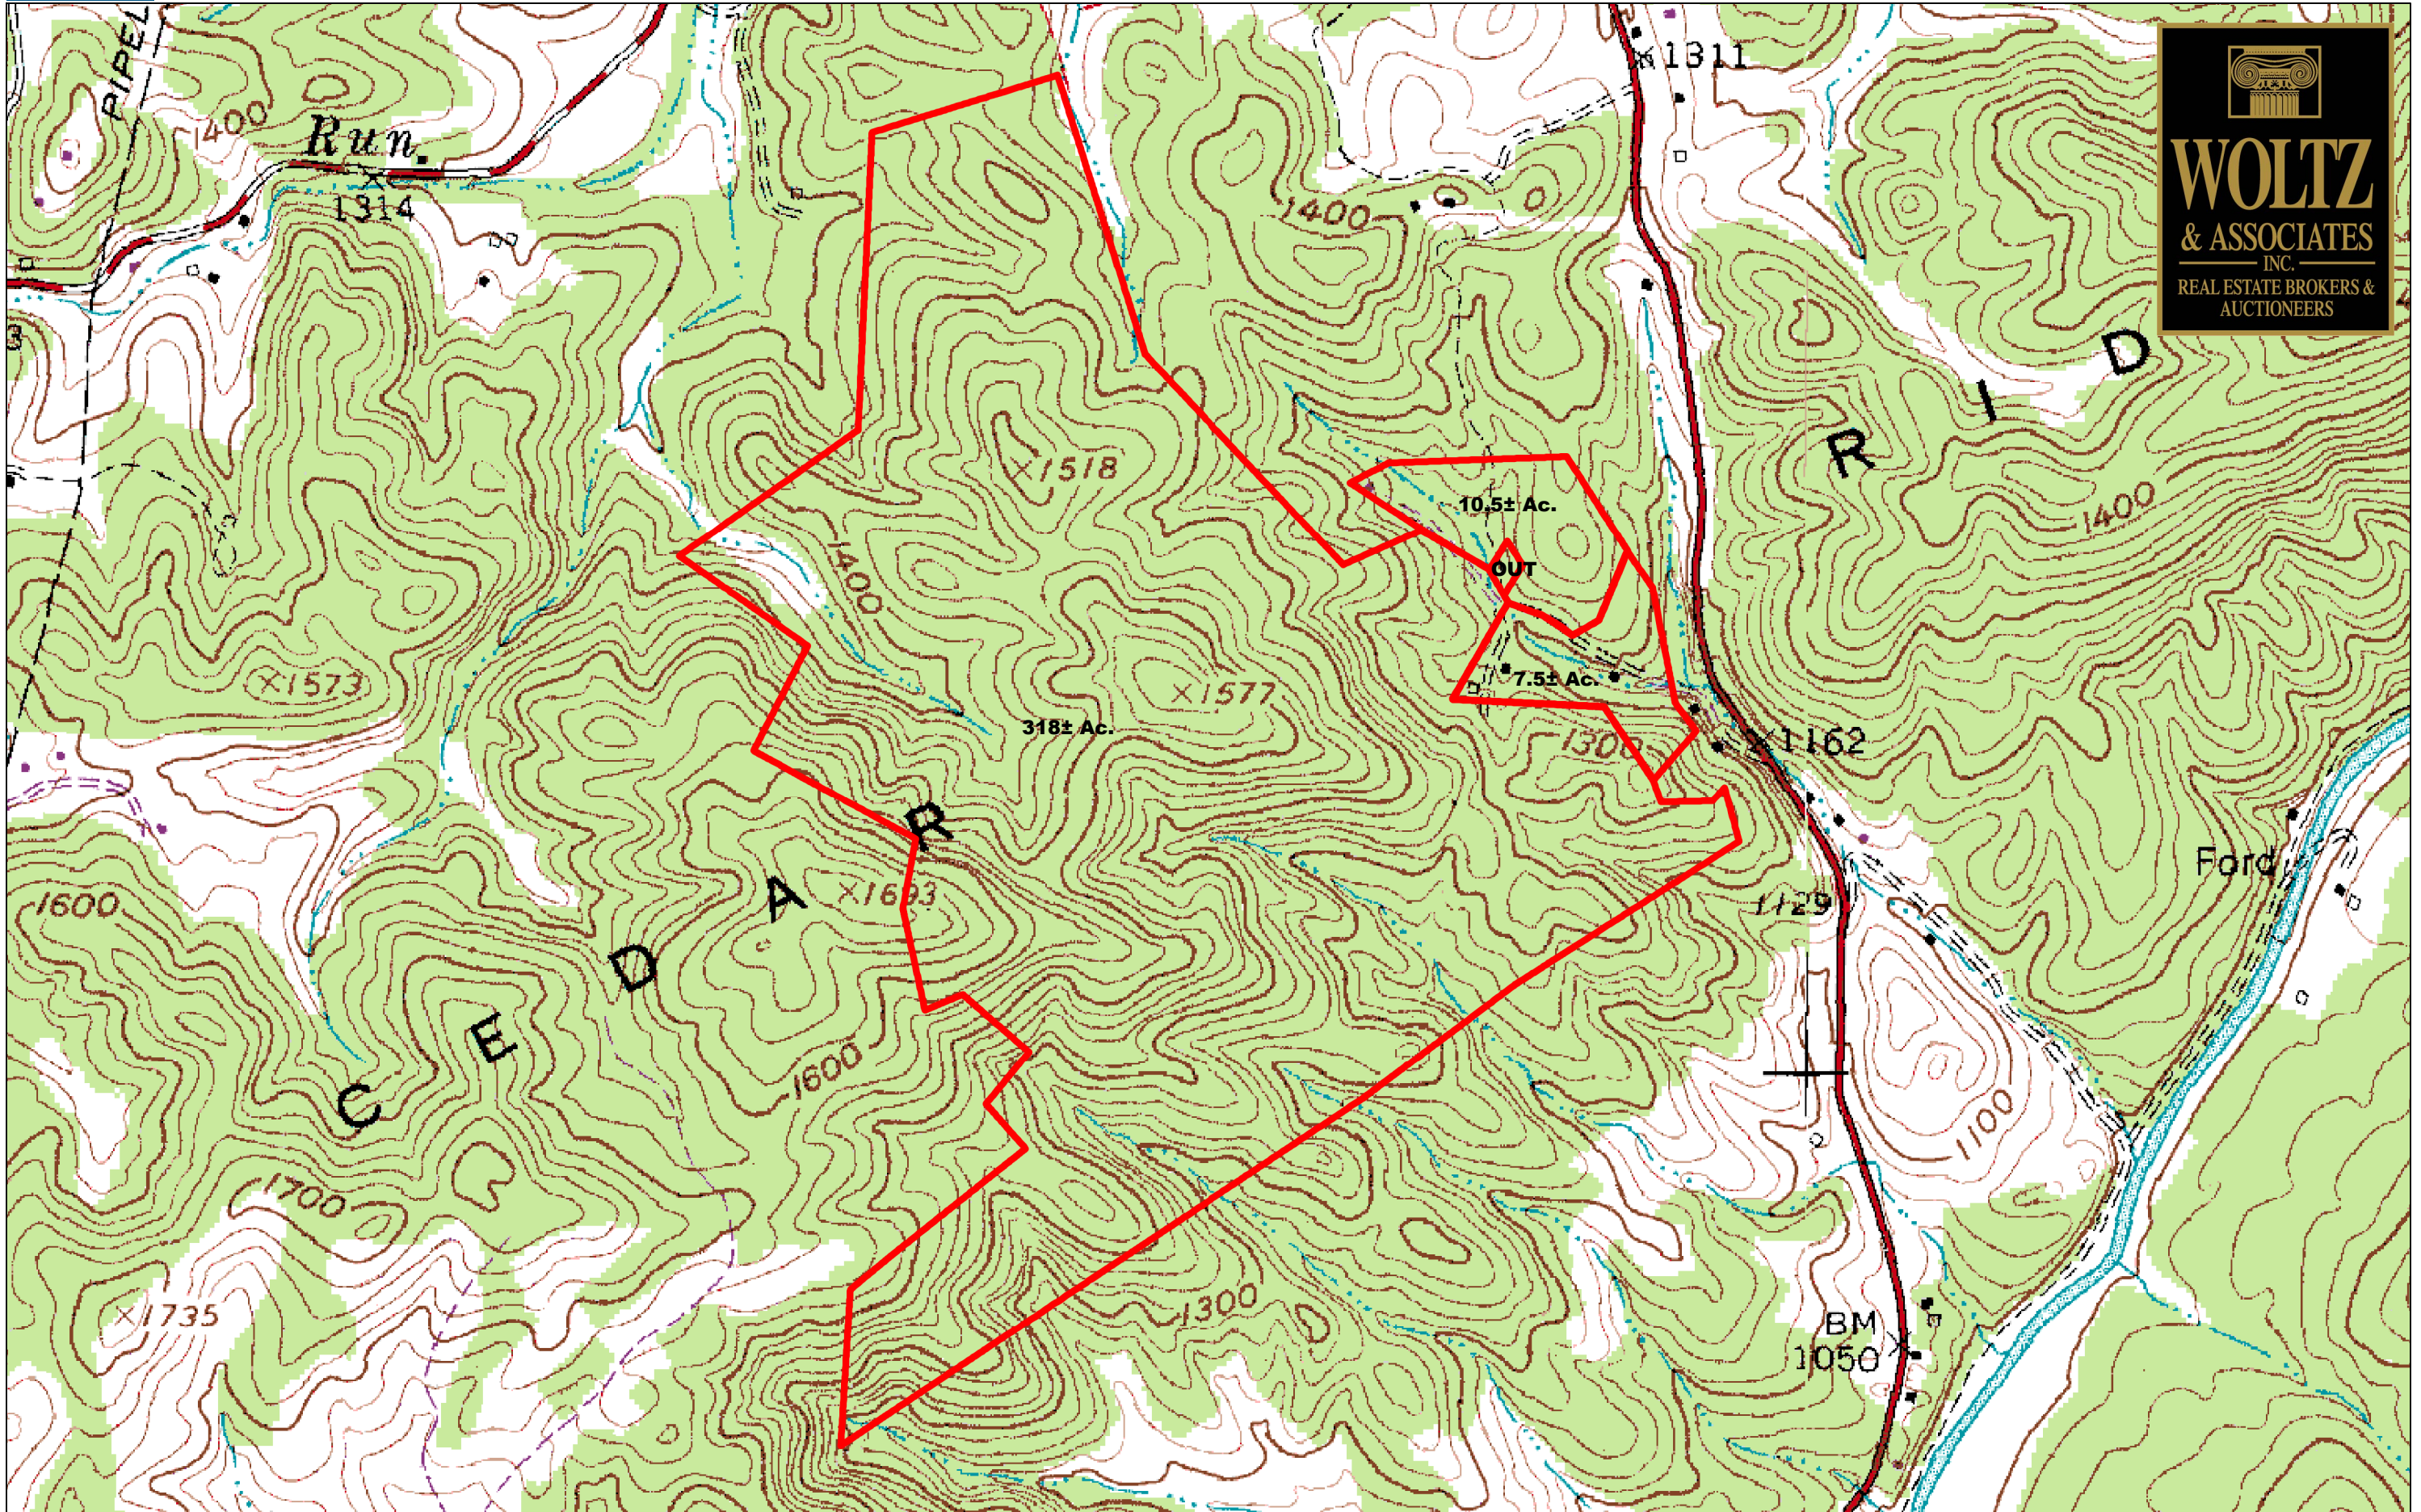 PIPEL
1400
Run
1314
1311
1400
WOLTZ
& ASSOCIATES
INC.
REAL ESTATE BROKERS &
AUCTIONEERS
3
D
I
R
1518
1400
10.5± Ac.
OUT
1400
1573
1577
7.5± Ac.
318± Ac.
1162
R
Ford
1600
A
1693
1129
D
E
1600
C
1100
1700
1735
1300
BM
1050